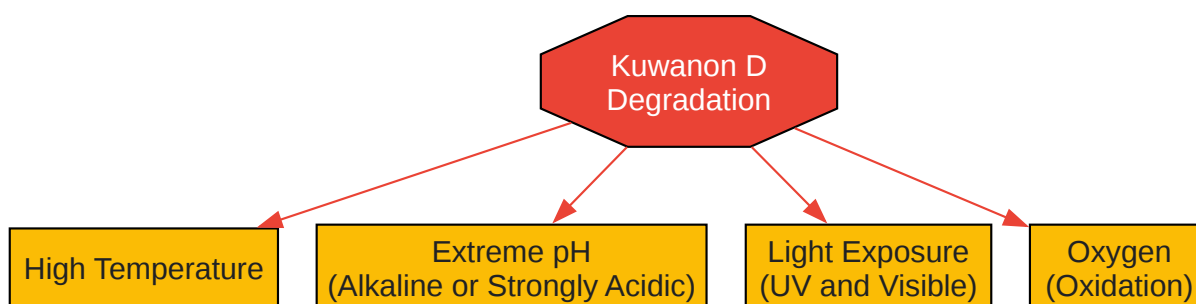 Kuwanon D
Degradation
High Temperature
Extreme pH
(Alkaline or Strongly Acidic)
Light Exposure
(UV and Visible)
Oxygen
(Oxidation)